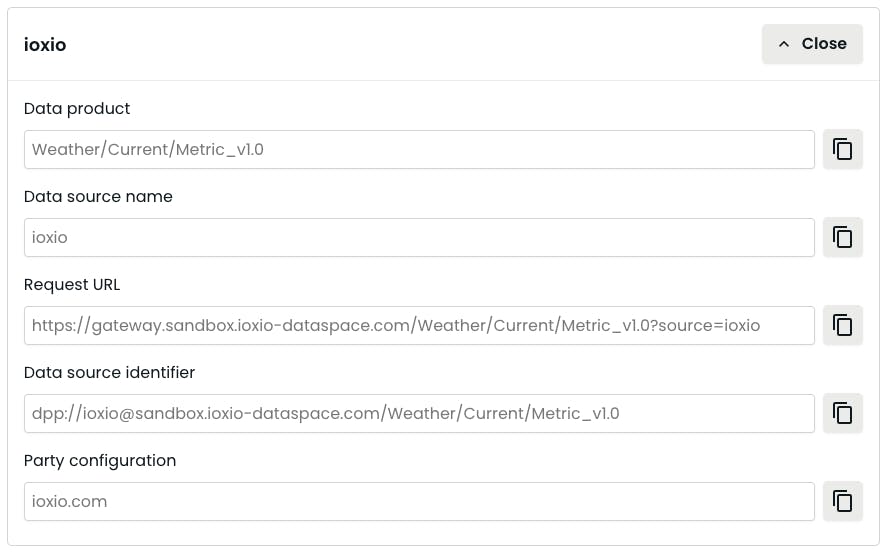 ioxio
Close
Data product
Weather/Current/Metric_v1.0
Data source name
ioxio
Request URL
https://gateway.sandbox.ioxio-dataspace.com/Weather/Current/Metric_v1.0?source=ioxio
Data source identifier
dpp://ioxio@sandbox.ioxio-dataspace.com/Weather/Current/Metric_v1.0
Party configuration
ioxio.com